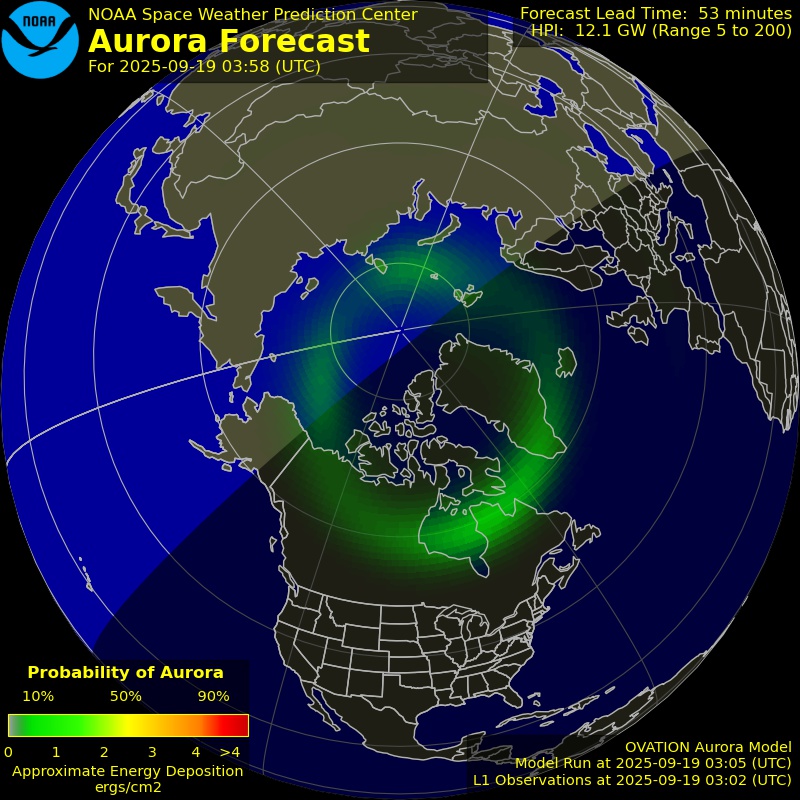 NOAA
NOAA Space Weather Prediction Center
Aurora Forecast
For 2025-09-19 03:58 (UTC)
Forecast Lead Time: 53 minutes
HPI: 12.1 GW (Range 5 to 200)
Probability of Aurora
10% 50% 90%
0 1 2 3 4 >4
Approximate Energy Deposition
ergs/cm2
OVATION Aurora Model
Model Run at 2025-09-19 03:05 (UTC)
L1 Observations at 2025-09-19 03:02 (UTC)